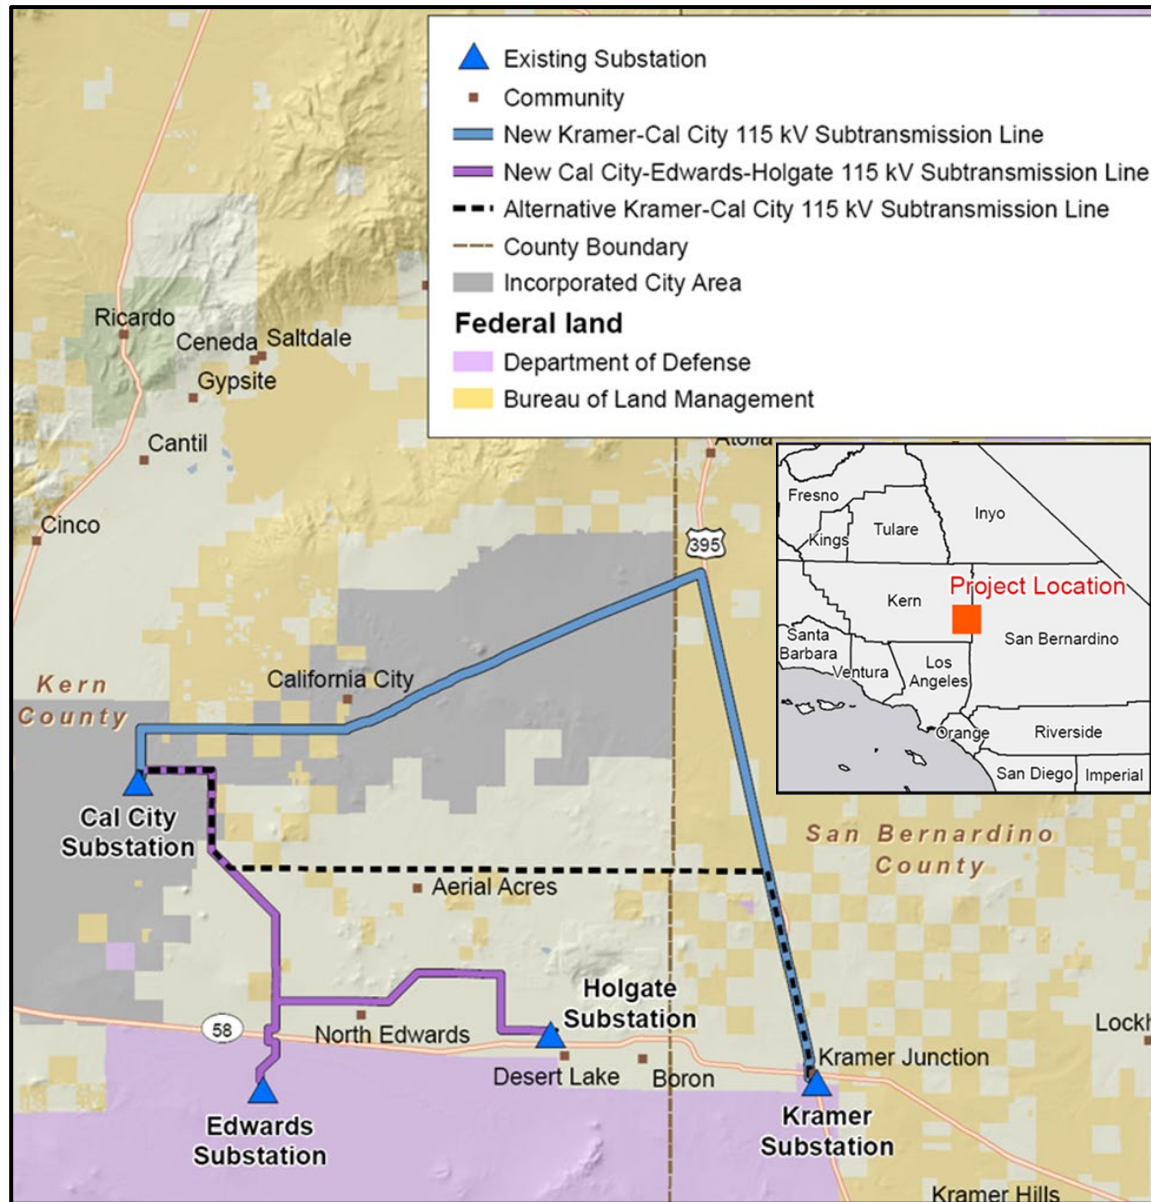 Existing Substation
Community
New Kramer-Cal City 115 kV Subtransmission Line
New Cal City-Edwards-Holgate 115 kV Subtransmission Line
Alternative Kramer-Cal City 115 kV Subtransmission Line
County Boundary
Incorporated City Area
Federal land
Department of Defense
Bureau of Land Management
Ricardo
Ceneda
Saltdale
Gypsite
Cantil
Cinco
395
Fresno
Kings
Tulare
Inyo
Kern
Project Location
San Bernardino
Santa
Barbara
Ventura
Los
Angeles
Orange
Riverside
San Diego
Imperial
California City
Kern
County
Cal City
Substation
San Bernardino
County
Aerial Acres
Holgate
Substation
58
North Edwards
Desert Lake
Boron
Kramer Junction
Edwards
Substation
Kramer
Substation
Kramer Hills